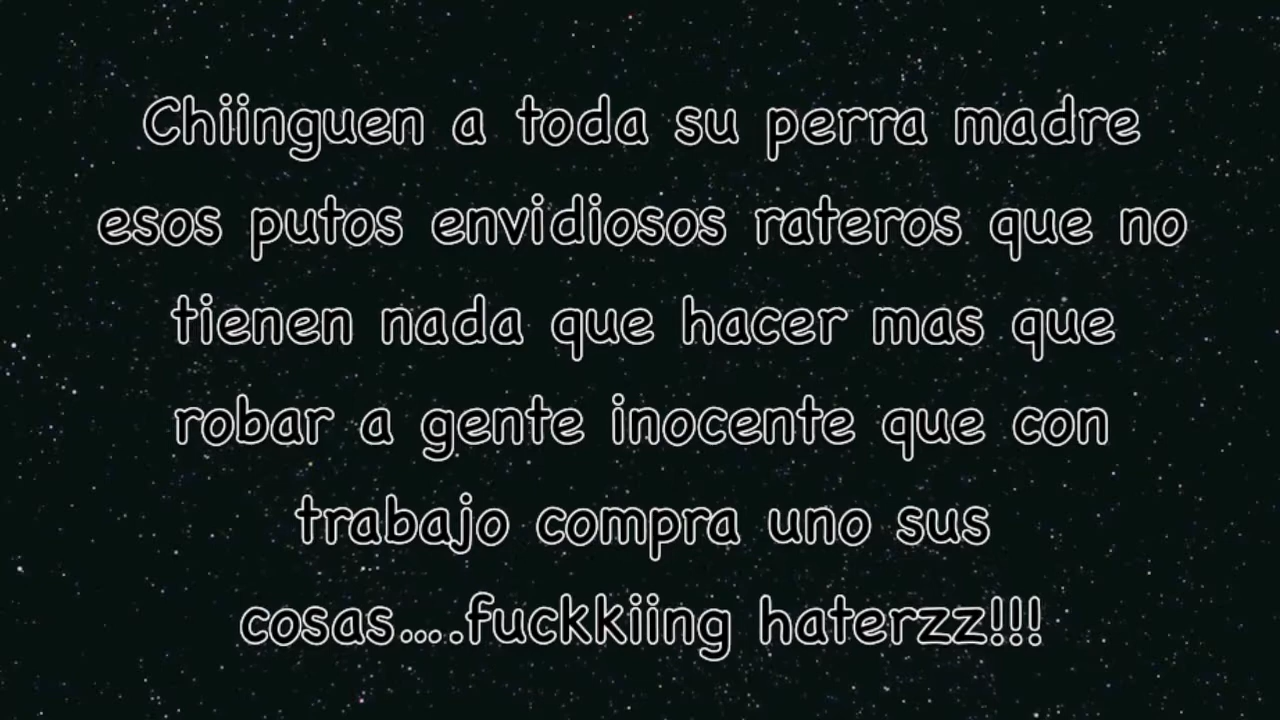 Chiinguen a toda su perra madre
esos putos envidiosos rateros que no
tienen nada que hacer mas que
robar a gente inocente que con
trabajo compra uno sus
cosas....fuckkiing haterzz!!!